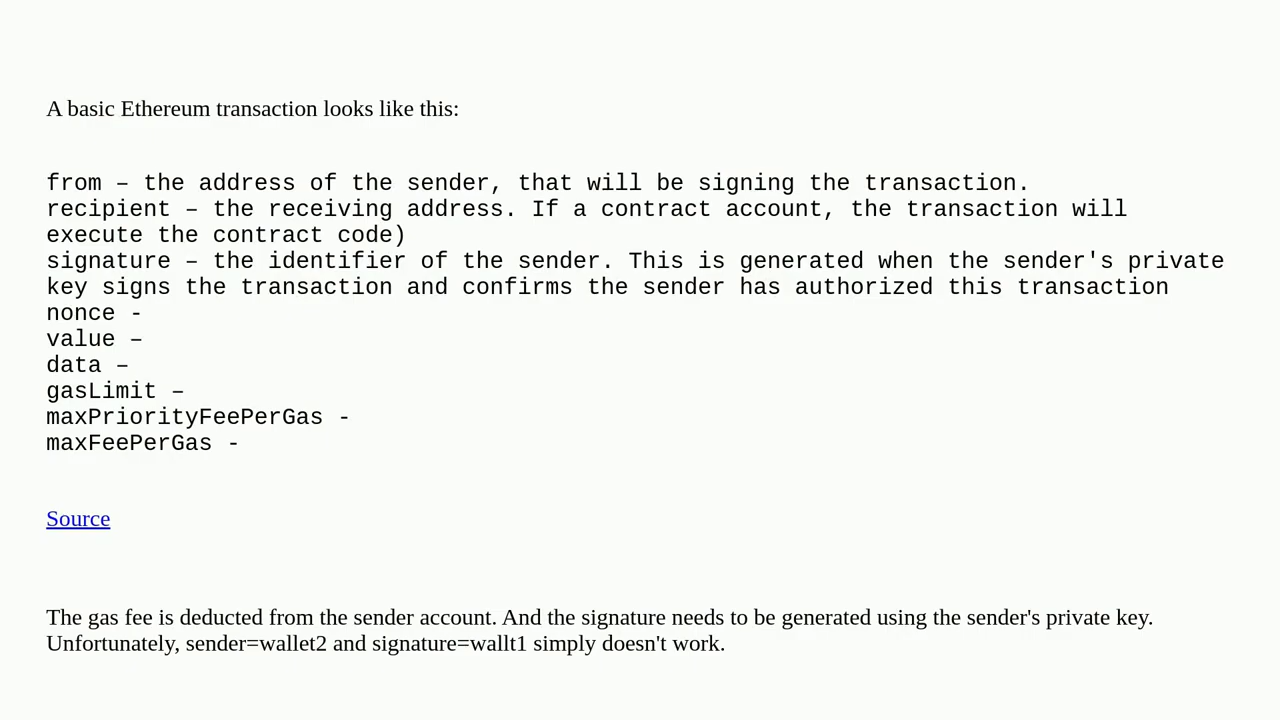 A basic Ethereum transaction looks like this:
from – the address of the sender, that will be signing the transaction.
recipient – the receiving address. If a contract account, the transaction will
execute the contract code)
signature – the identifier of the sender. This is generated when the sender's private
key signs the transaction and confirms the sender has authorized this transaction
nonce -
value –
data –
gasLimit –
maxPriorityFeePerGas -
maxFeePerGas -
Source
The gas fee is deducted from the sender account. And the signature needs to be generated using the sender's private key.
Unfortunately, sender=wallet2 and signature=wallt1 simply doesn't work.